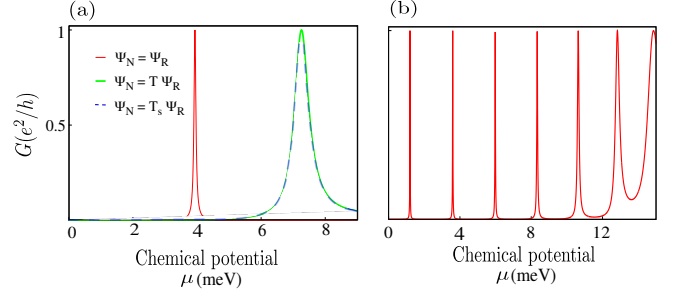 (a)
(b)
1
0.5
G(e²/h)
Ψ_N = Ψ_R
Ψ_N = T Ψ_R
Ψ_N = T_s Ψ_R
0 2 4 6 8
0 4 8 12
Chemical potential
μ (meV)
Chemical potential
μ (meV)